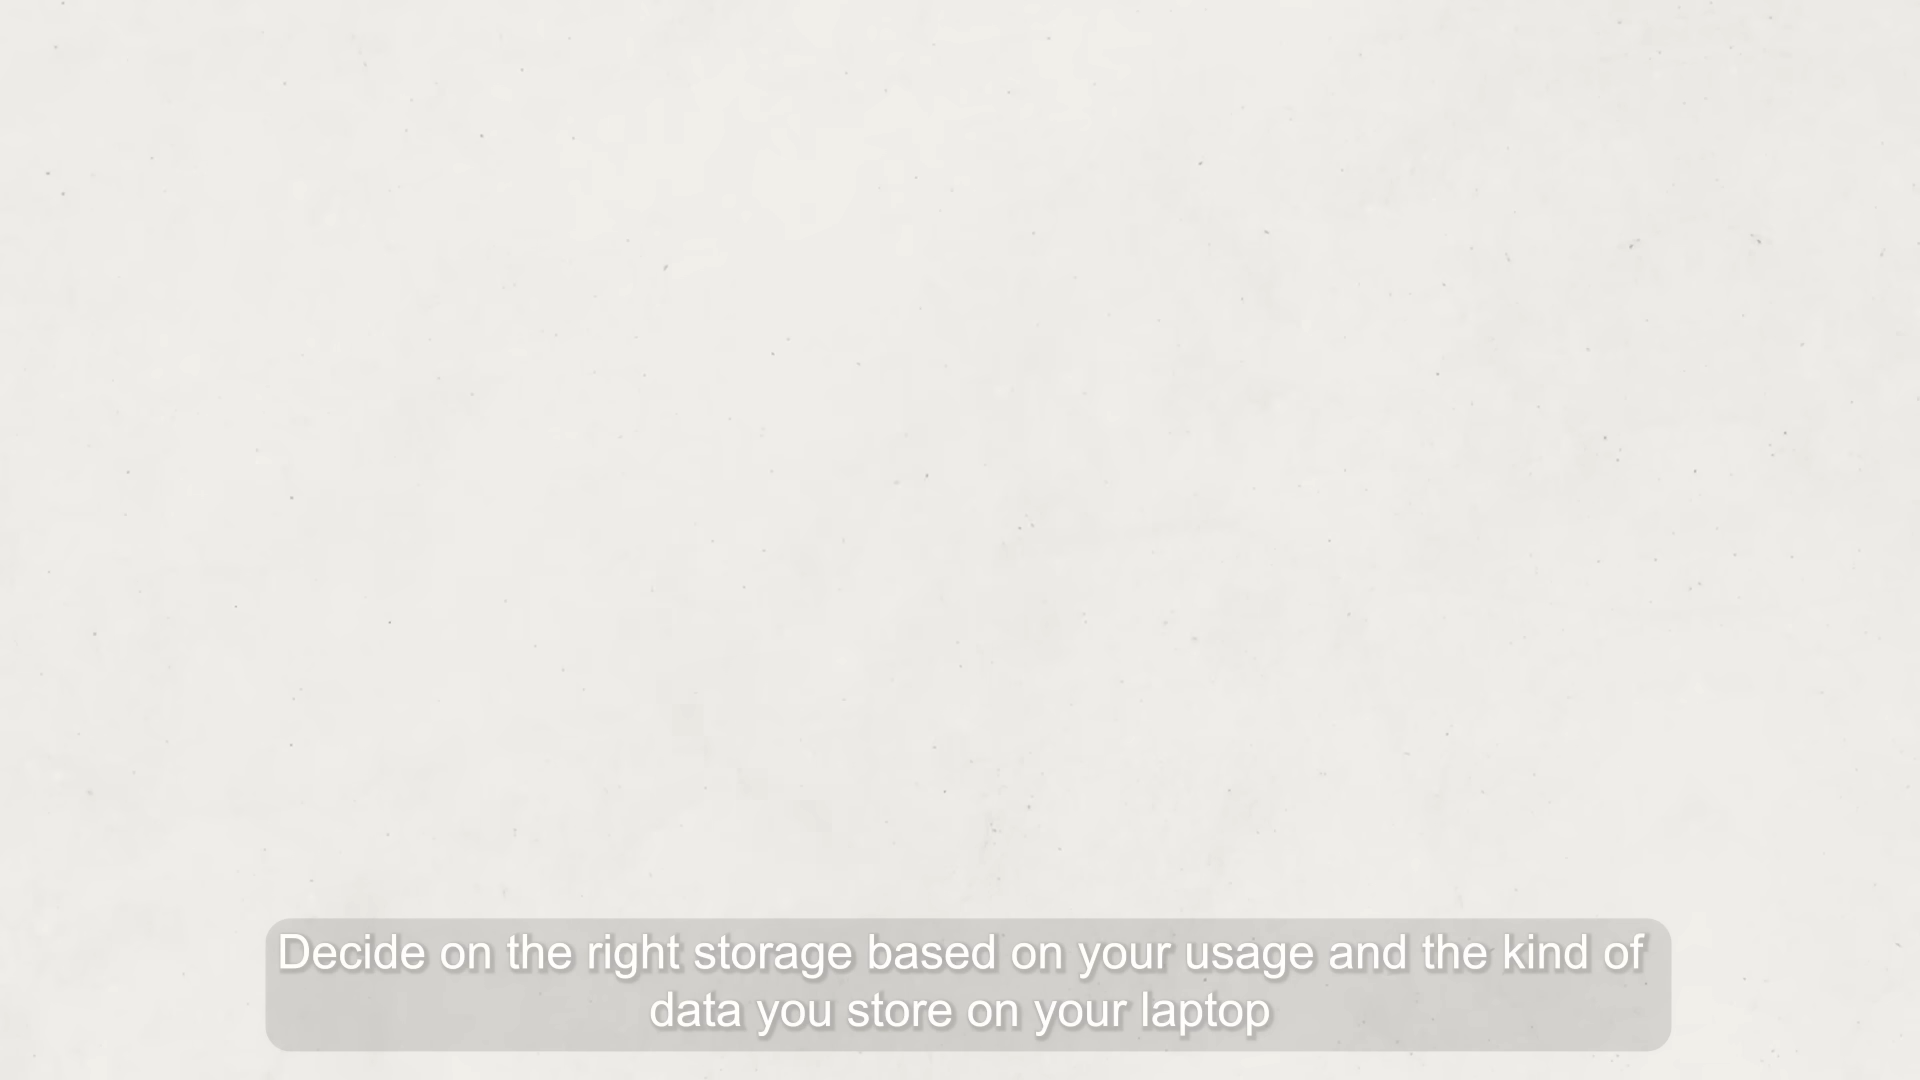 Decide on the right storage based on your usage and the kind of
data you store on your laptop